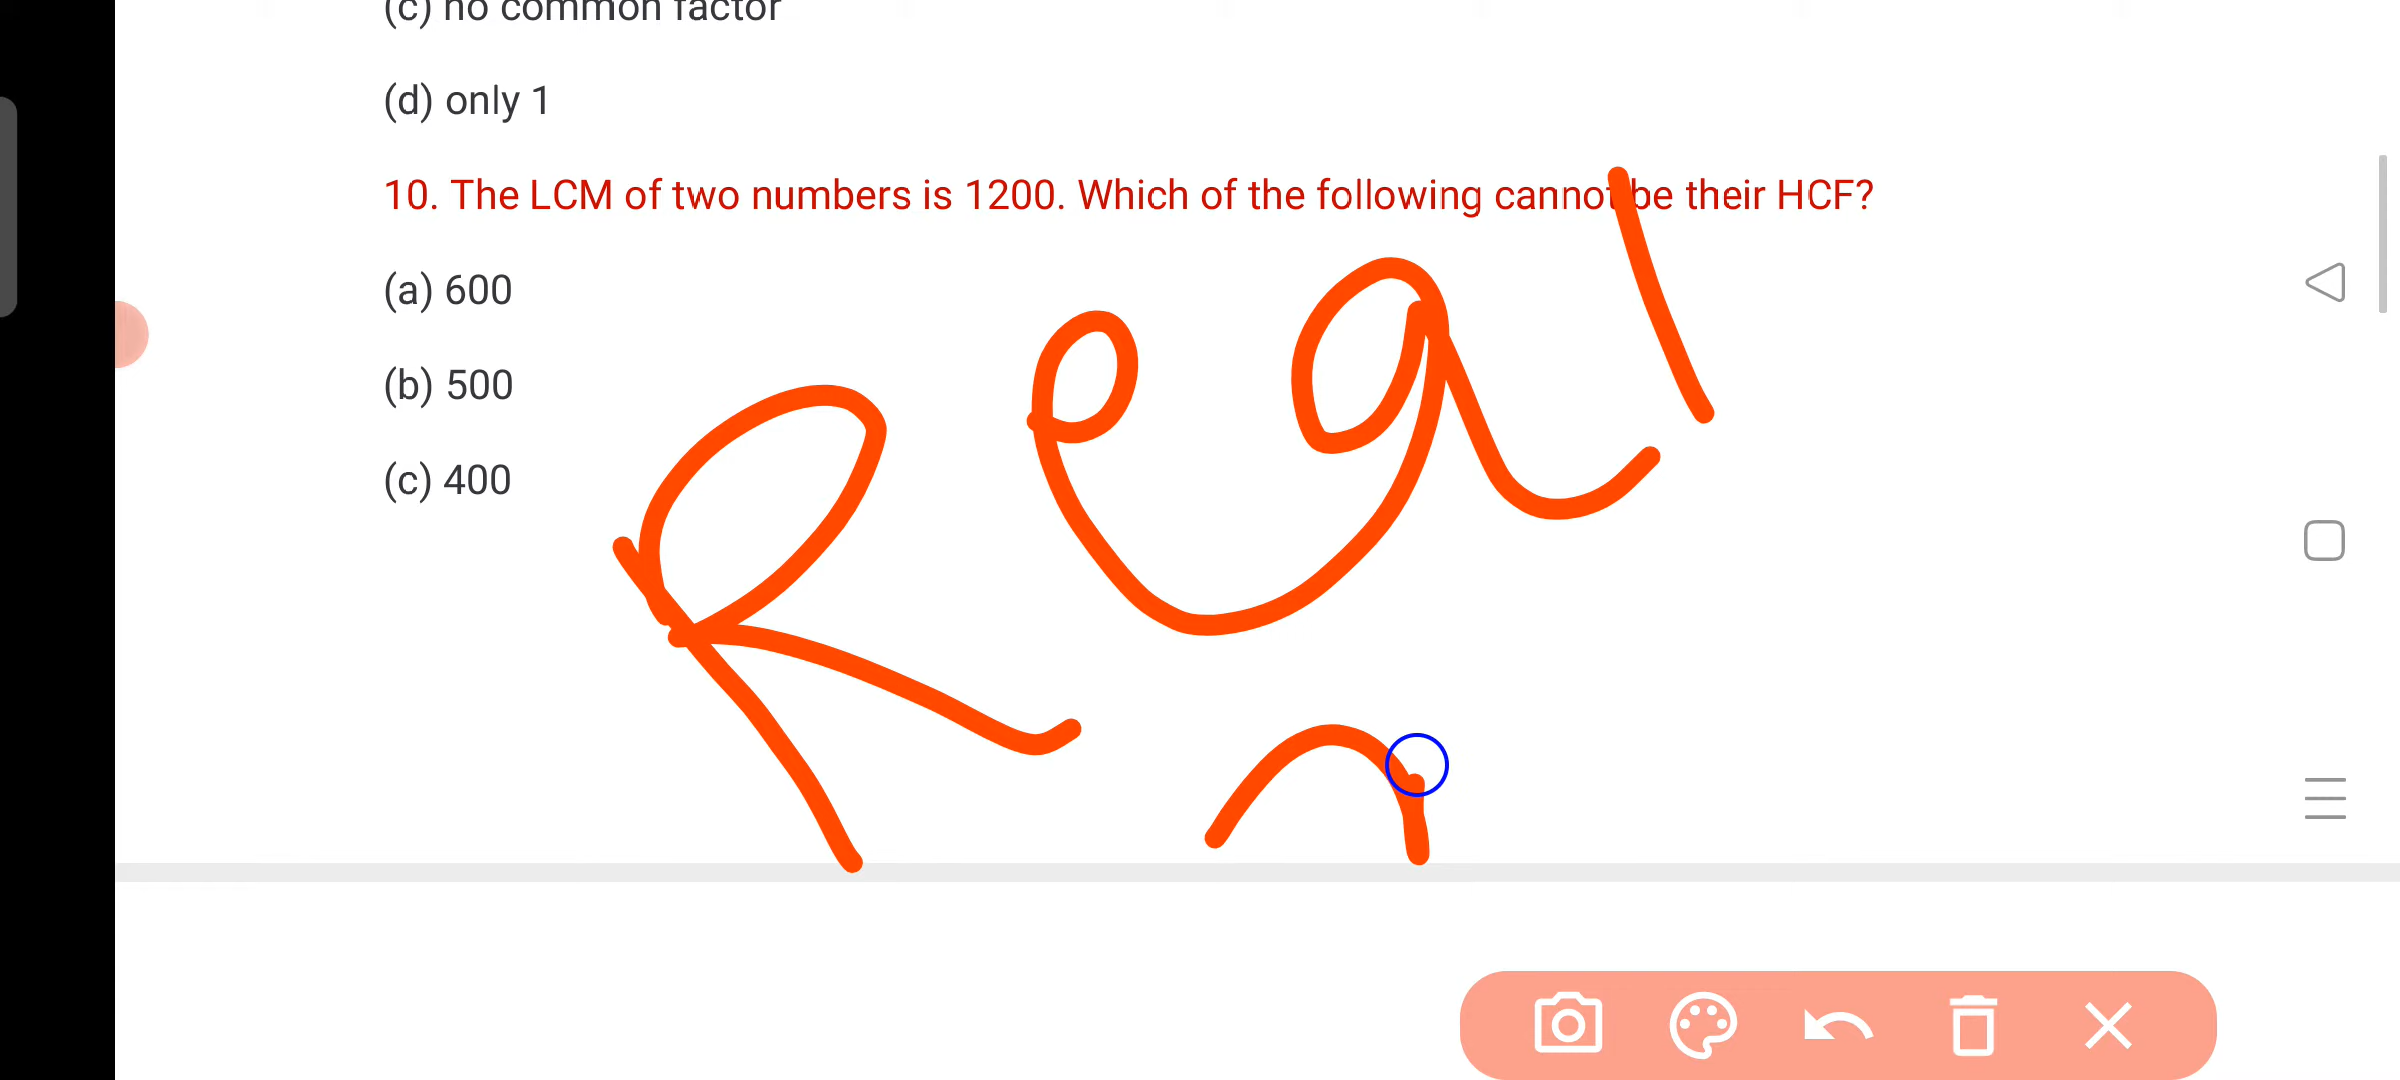 (c) no common factor
(d) only 1
10. The LCM of two numbers is 1200. Which of the following cannot be their HCF?
(a) 600
(b) 500
(c) 400
Real